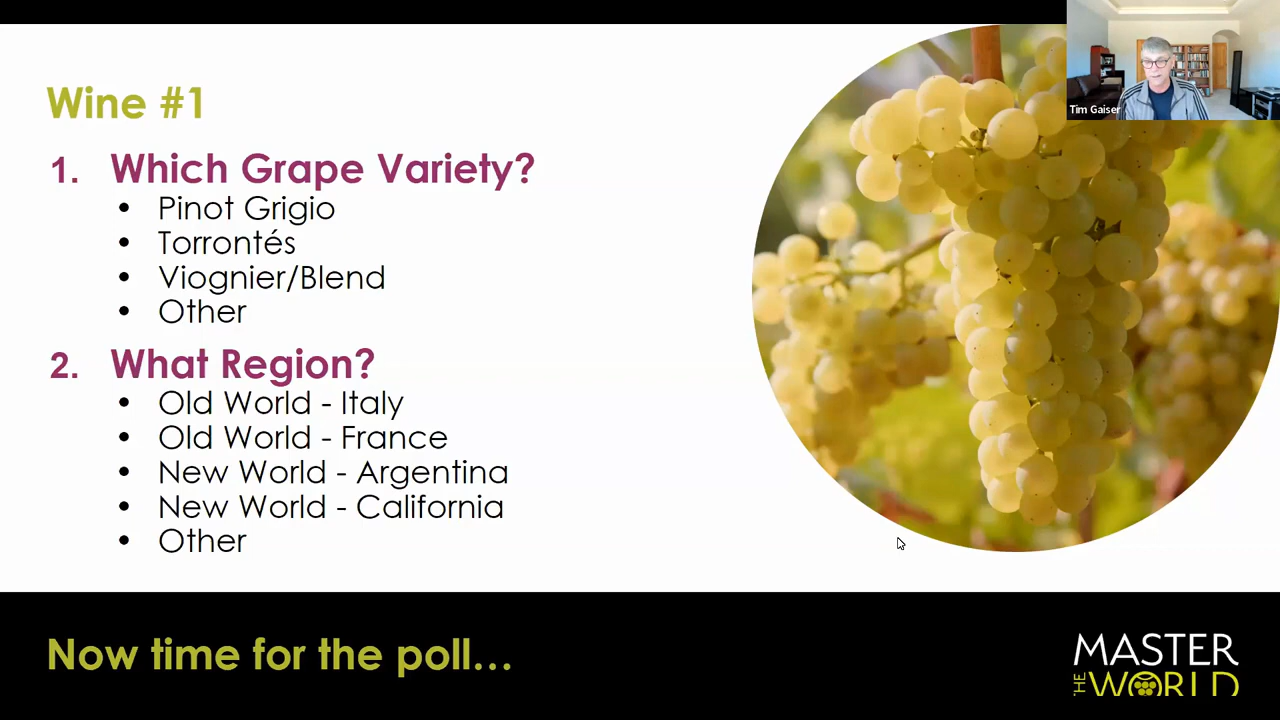 Wine #1
1. Which Grape Variety?
• Pinot Grigio
• Torrontés
• Viognier/Blend
• Other
2. What Region?
• Old World - Italy
• Old World - France
• New World - Argentina
• New World - California
• Other
Now time for the poll...
Tim Gaiser
MASTER
THE WORLD